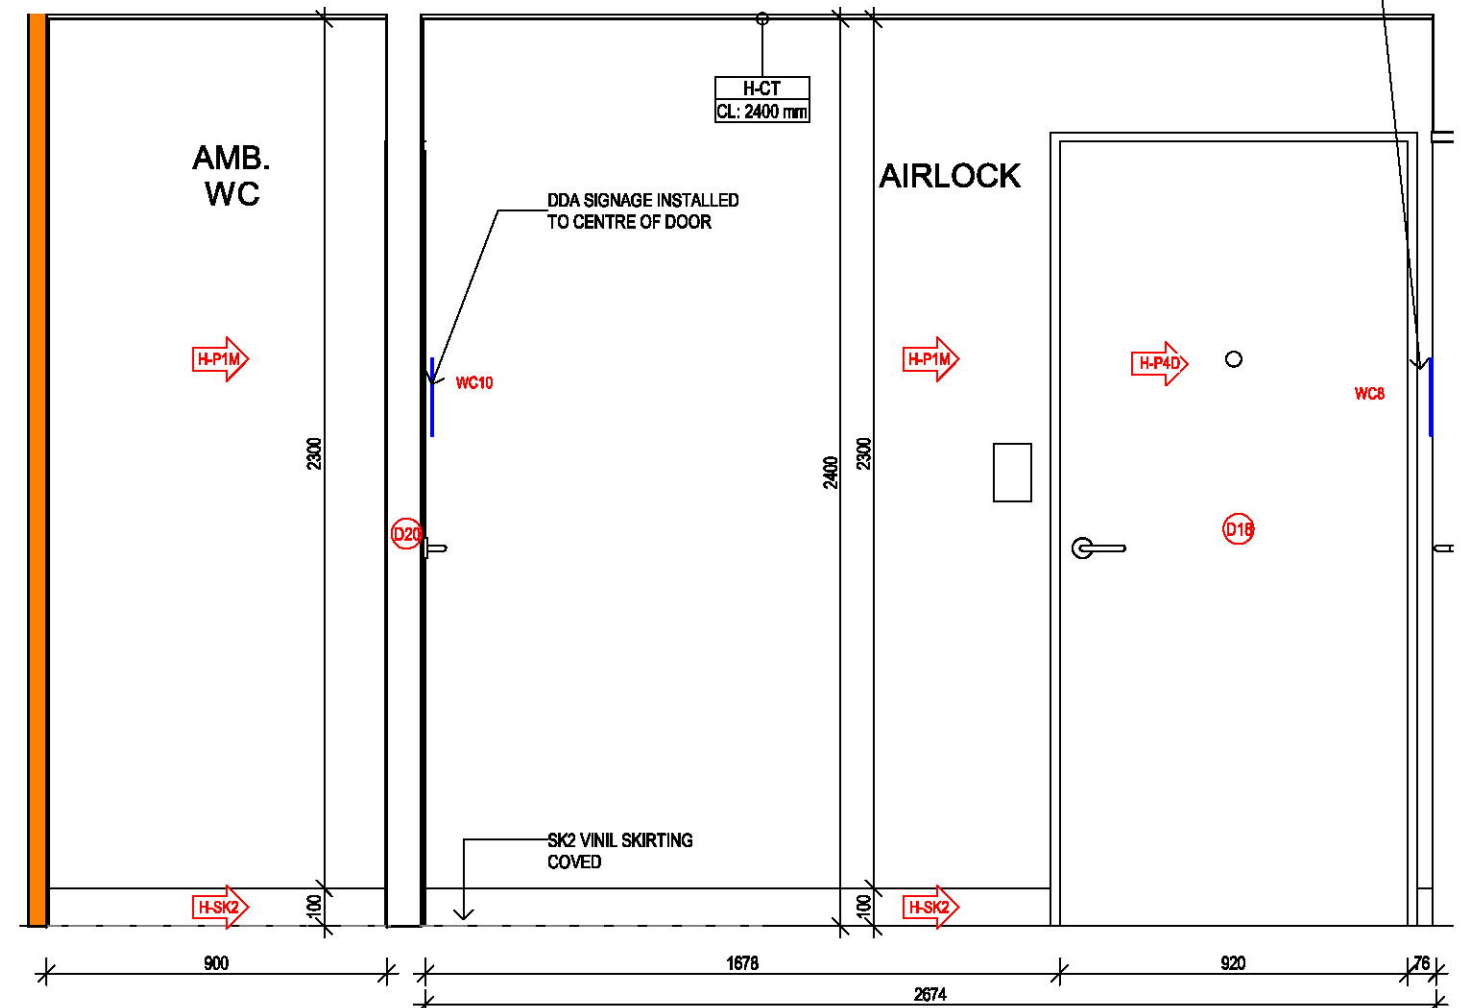 H-CT
CL: 2400 mm
AMB.
WC
AIRLOCK
DDA SIGNAGE INSTALLED
TO CENTRE OF DOOR
H-P1M
H-P1M
H-P4D
WC10
WC8
2300
2400
2300
D20
D18
SK2 VINIL SKIRTING
COVED
H-SK2
100
100
H-SK2
900
1678
920
76
2674